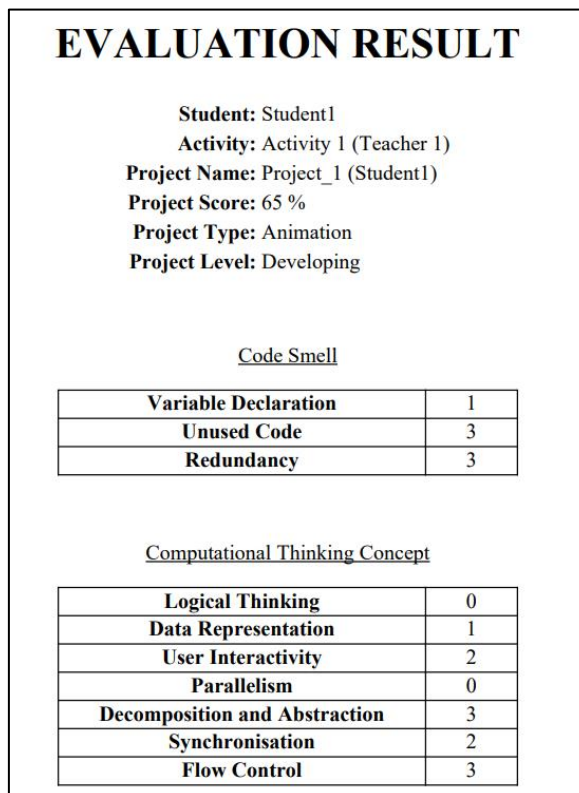 EVALUATION RESULT
Student: Student1
Activity: Activity 1 (Teacher 1)
Project Name: Project_1 (Student1)
Project Score: 65 %
Project Type: Animation
Project Level: Developing
Code Smell
Variable Declaration 1
Unused Code 3
Redundancy 3
Computational Thinking Concept
Logical Thinking 0
Data Representation 1
User Interactivity 2
Parallelism 0
Decomposition and Abstraction 3
Synchronisation 2
Flow Control 3